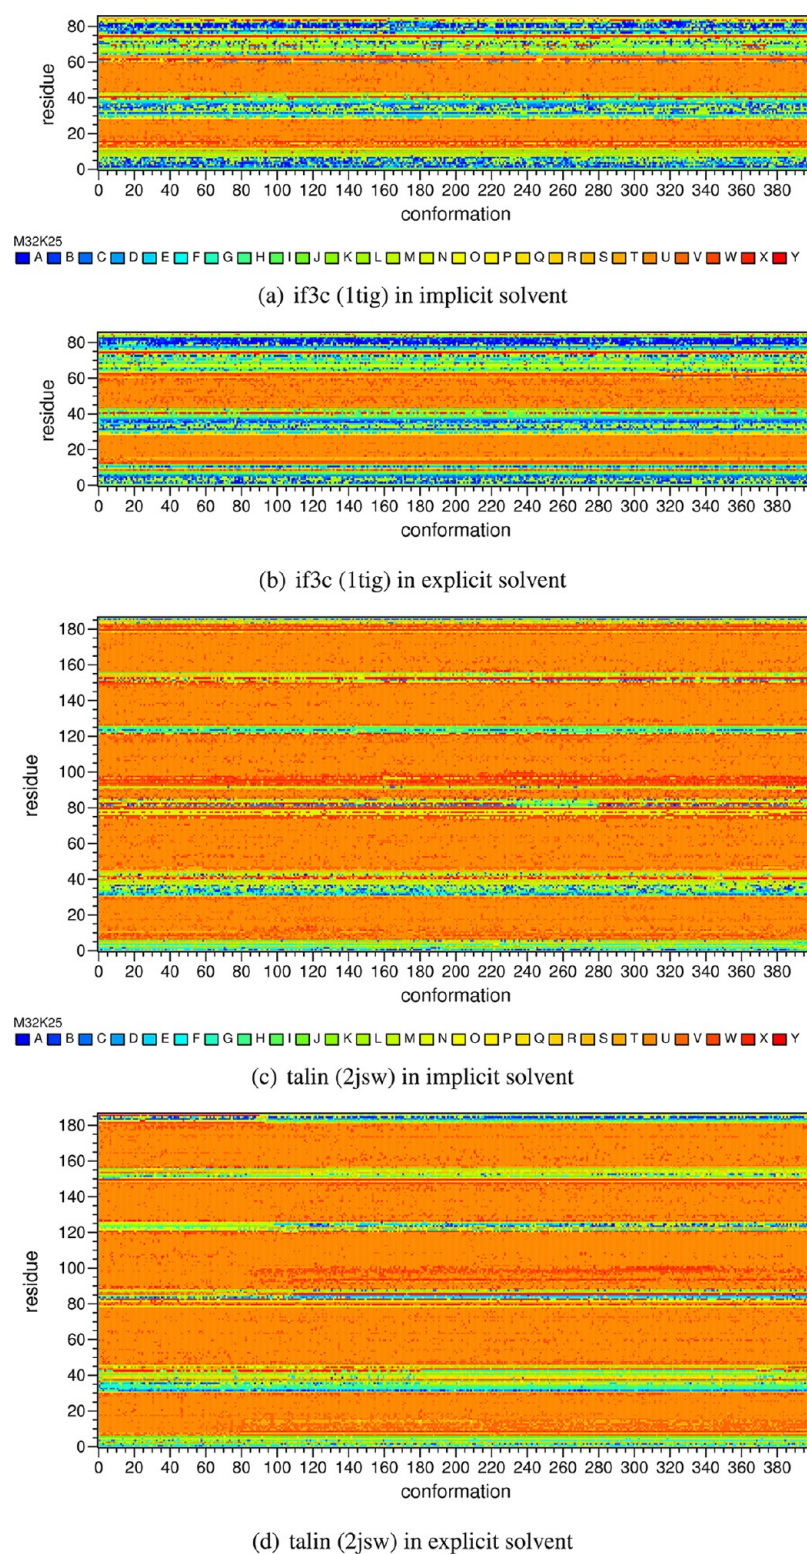 80
60
40
20
0
residue
0 20 40 60 80 100 120 140 160 180 200 220 240 260 280 300 320 340 360 380
conformation
M32K25
A B C D E F G H I J K L M N O P Q R S T U V W X Y
(a) if3c (1tig) in implicit solvent
80
60
40
20
0
residue
0 20 40 60 80 100 120 140 160 180 200 220 240 260 280 300 320 340 360 380
conformation
(b) if3c (1tig) in explicit solvent
180
160
140
120
100
80
60
40
20
0
residue
0 20 40 60 80 100 120 140 160 180 200 220 240 260 280 300 320 340 360 380
conformation
M32K25
A B C D E F G H I J K L M N O P Q R S T U V W X Y
(c) talin (2jsw) in implicit solvent
180
160
140
120
100
80
60
40
20
0
residue
0 20 40 60 80 100 120 140 160 180 200 220 240 260 280 300 320 340 360 380
conformation
(d) talin (2jsw) in explicit solvent